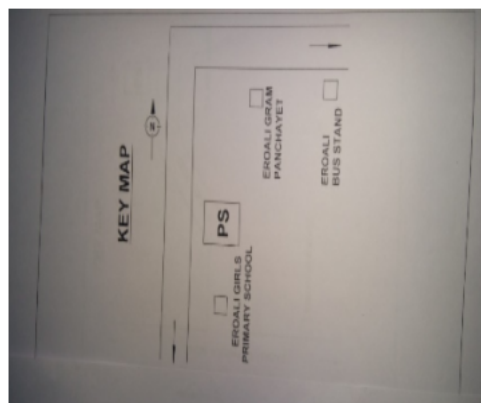 KEY MAP
N
EROALI GIRLS
PRIMARY SCHOOL
PS
EROALI GRAM
PANCHAYET
EROALI
BUS STAND